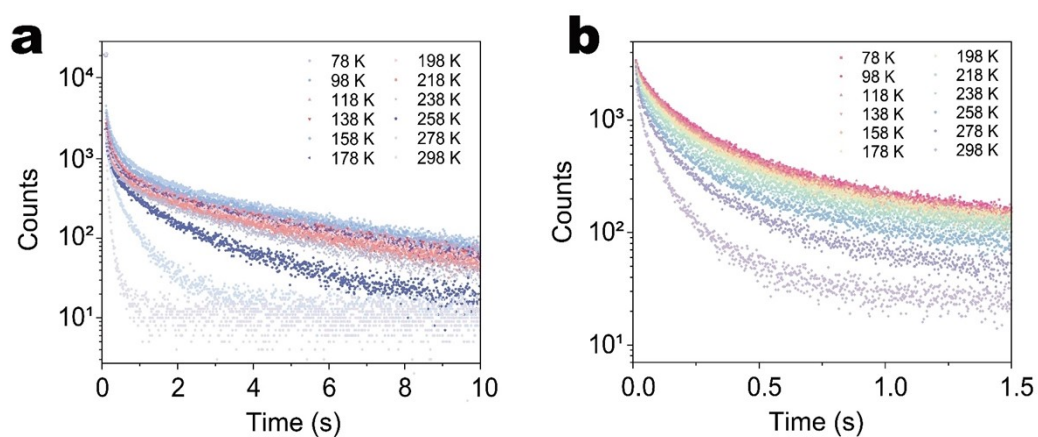 a
Counts
10⁴
10³
10²
10¹
78 K 198 K
98 K 218 K
118 K 238 K
138 K 258 K
158 K 278 K
178 K 298 K
0 2 4 6 8 10
Time (s)
b
Counts
10³
10²
10¹
78 K 198 K
98 K 218 K
118 K 238 K
138 K 258 K
158 K 278 K
178 K 298 K
0.0 0.5 1.0 1.5
Time (s)